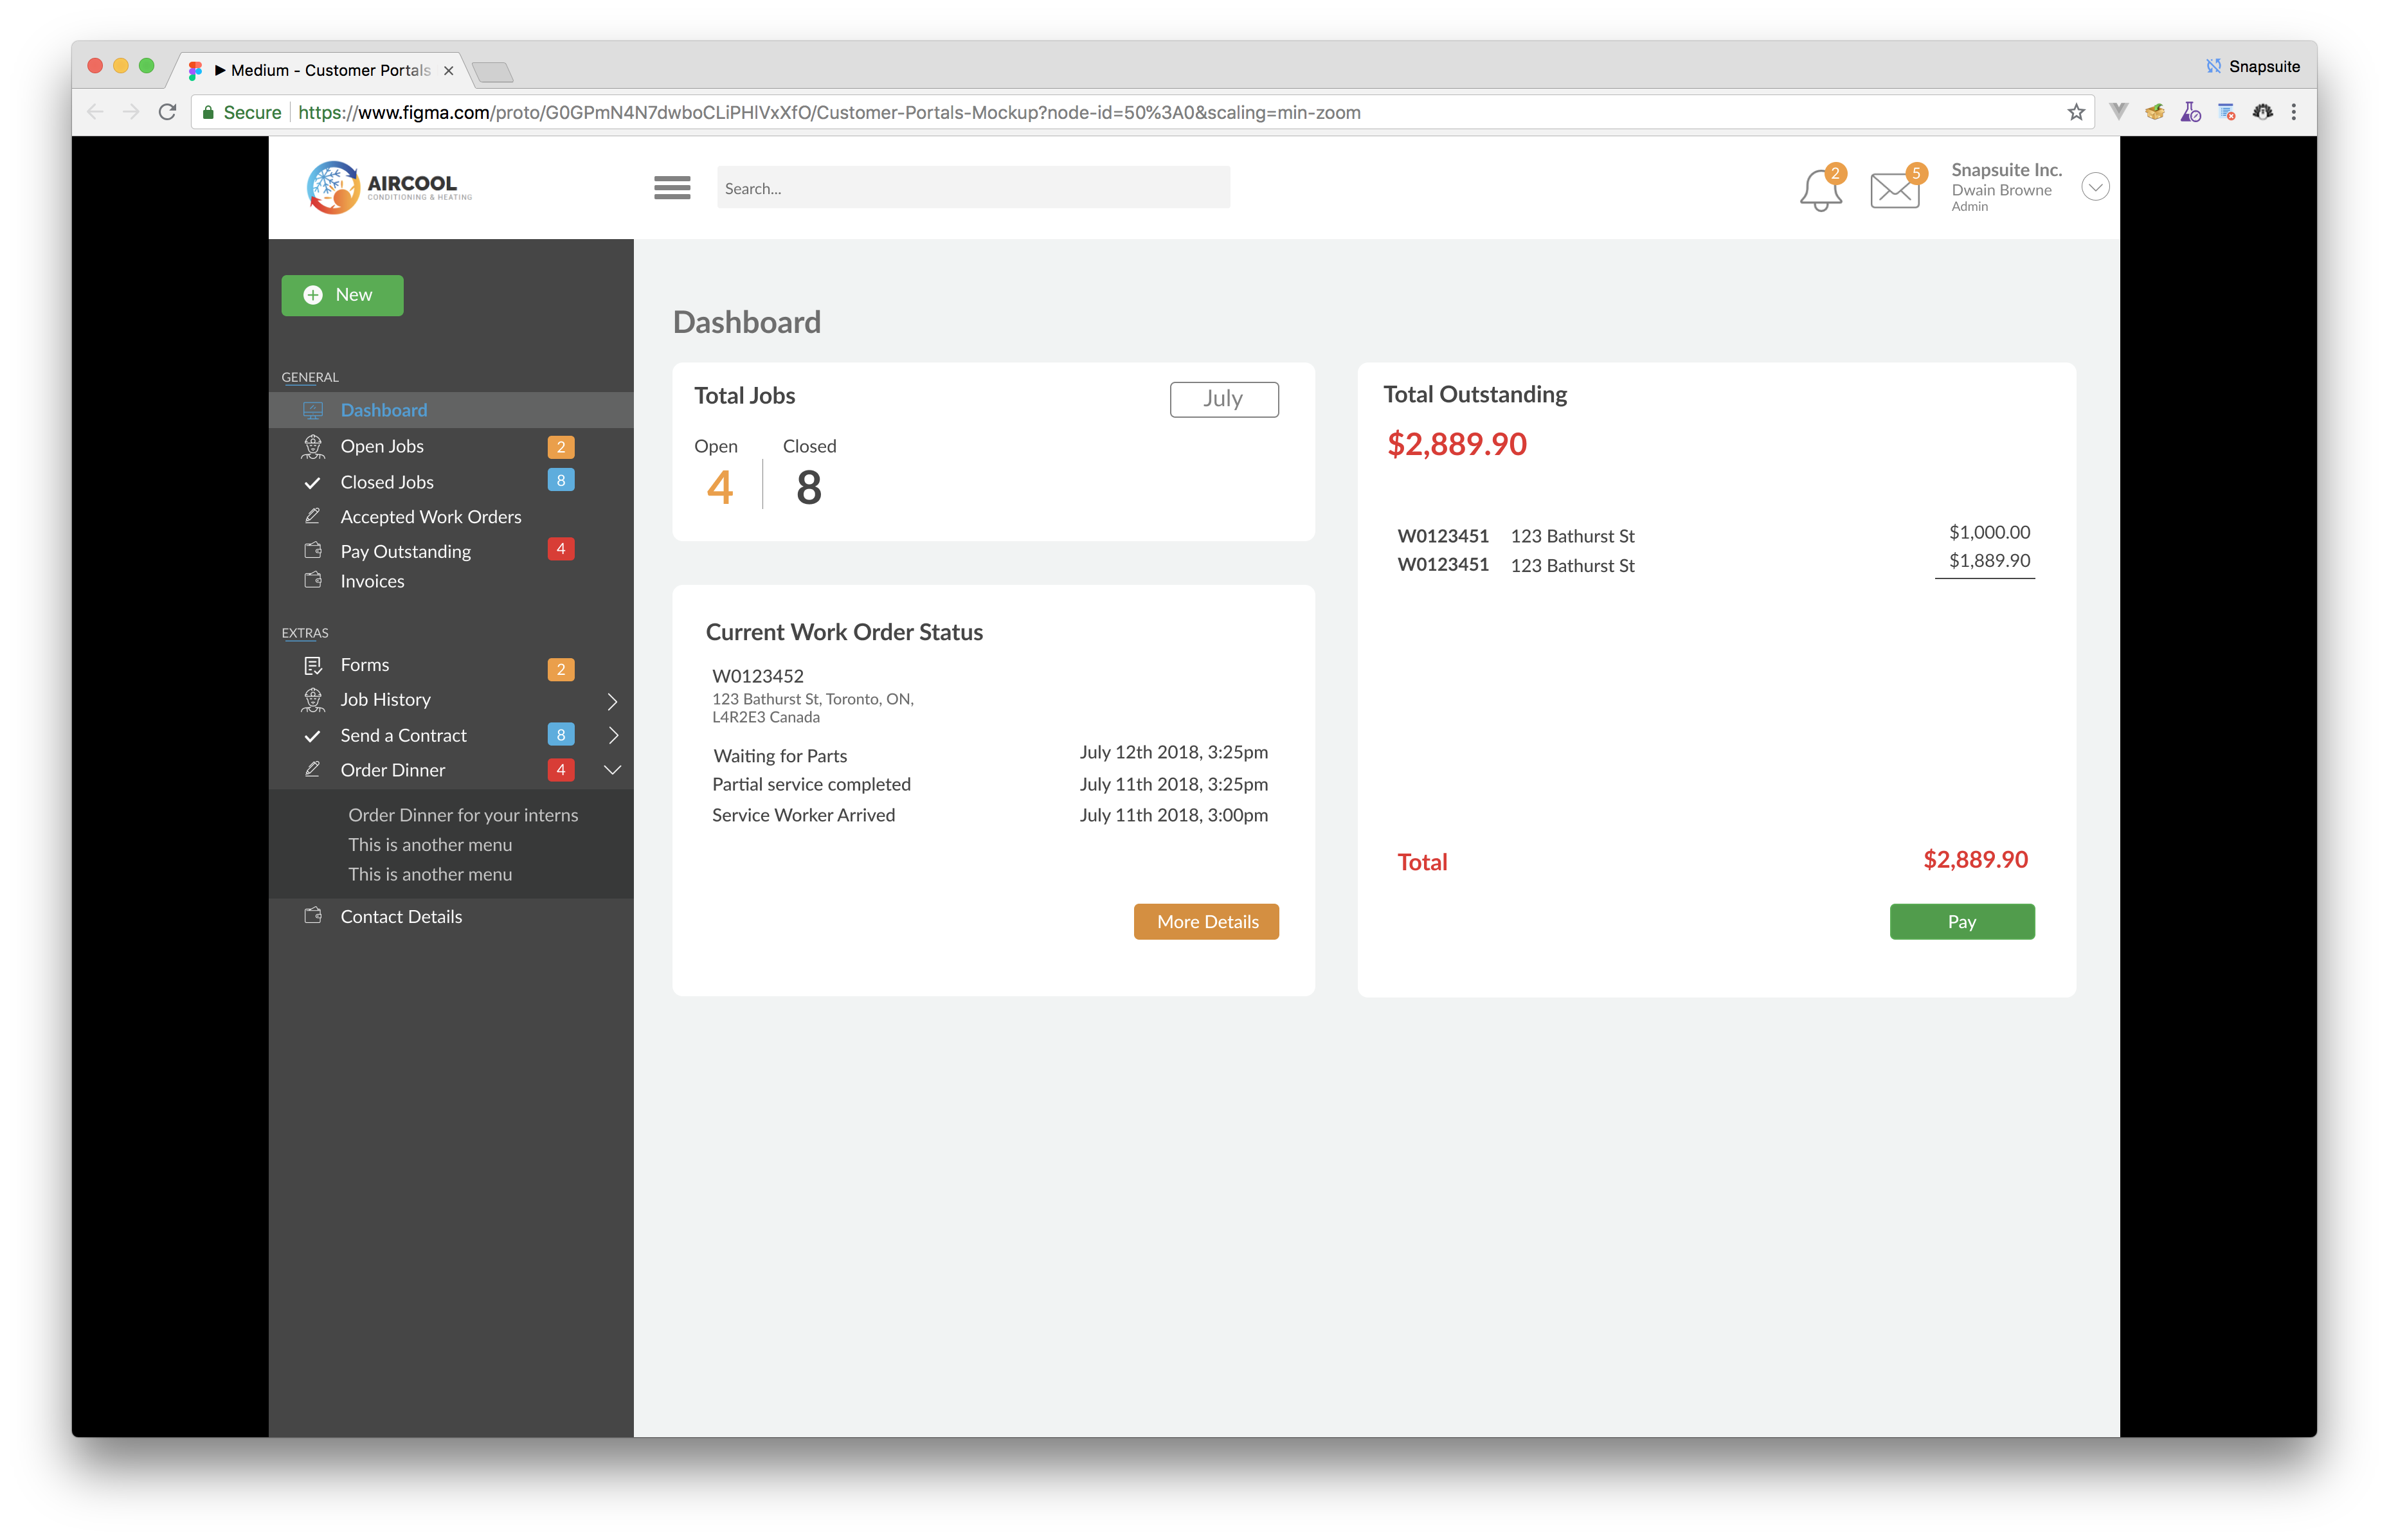 Medium - Customer Portals
Snapsuite
Secure https://www.figma.com/proto/G0GPmN4N7dwboCLiPHlVxXfO/Customer-Portals-Mockup?node-id=50%3A0&scaling=min-zoom
AIRCOOL
CONDITIONING & HEATING
Search...
2
5
Snapsuite Inc.
Dwain Browne
Admin
New
GENERAL
Dashboard
Open Jobs 2
Closed Jobs 8
Accepted Work Orders
Pay Outstanding 4
Invoices
EXTRAS
Forms 2
Job History
Send a Contract 8
Order Dinner 4
Order Dinner for your interns
This is another menu
This is another menu
Contact Details
Dashboard
Total Jobs
July
Open Closed
4 8
Current Work Order Status
W0123452
123 Bathurst St, Toronto, ON,
L4R2E3 Canada
Waiting for Parts July 12th 2018, 3:25pm
Partial service completed July 11th 2018, 3:25pm
Service Worker Arrived July 11th 2018, 3:00pm
More Details
Total Outstanding
$2,889.90
W0123451 123 Bathurst St $1,000.00
W0123451 123 Bathurst St $1,889.90
Total $2,889.90
Pay